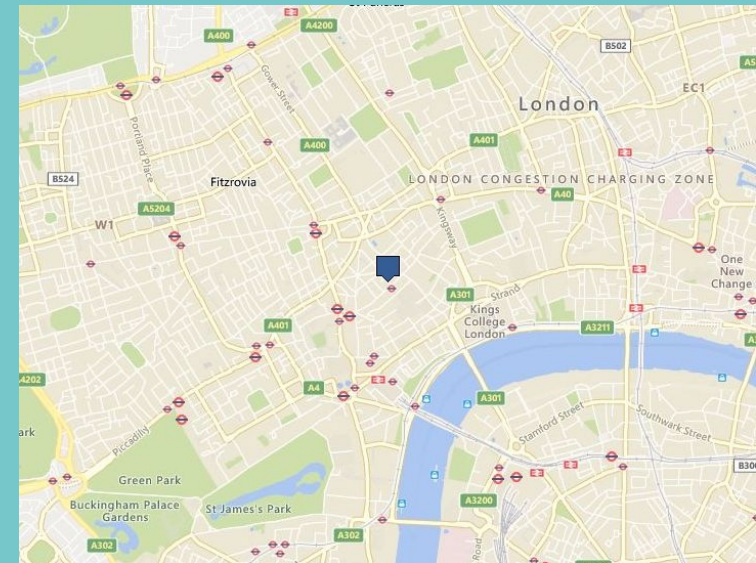 A4200
A400
B502
A5
Gower Street
EC1
London
Portland Place
A400
A401
B524
Fitzrovia
LONDON CONGESTION CHARGING ZONE
A40
A5204
Kingsway
W1
One
New
Change
A301
Strand
Kings
College
London
A401
A3211
A4202
A4
A301
Stamford Street
Southwark Street
Piccadilly
ark
B300
Green Park
Buckingham Palace
Gardens
St James's Park
A3200
A302
A302
Road